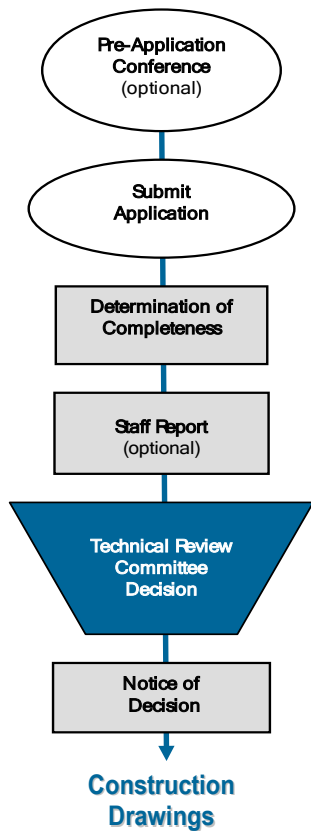 Pre-Application
Conference
(optional)
Submit
Application
Determination of
Completeness
Staff Report
(optional)
Technical Review
Committee
Decision
Notice of
Decision
Construction
Drawings